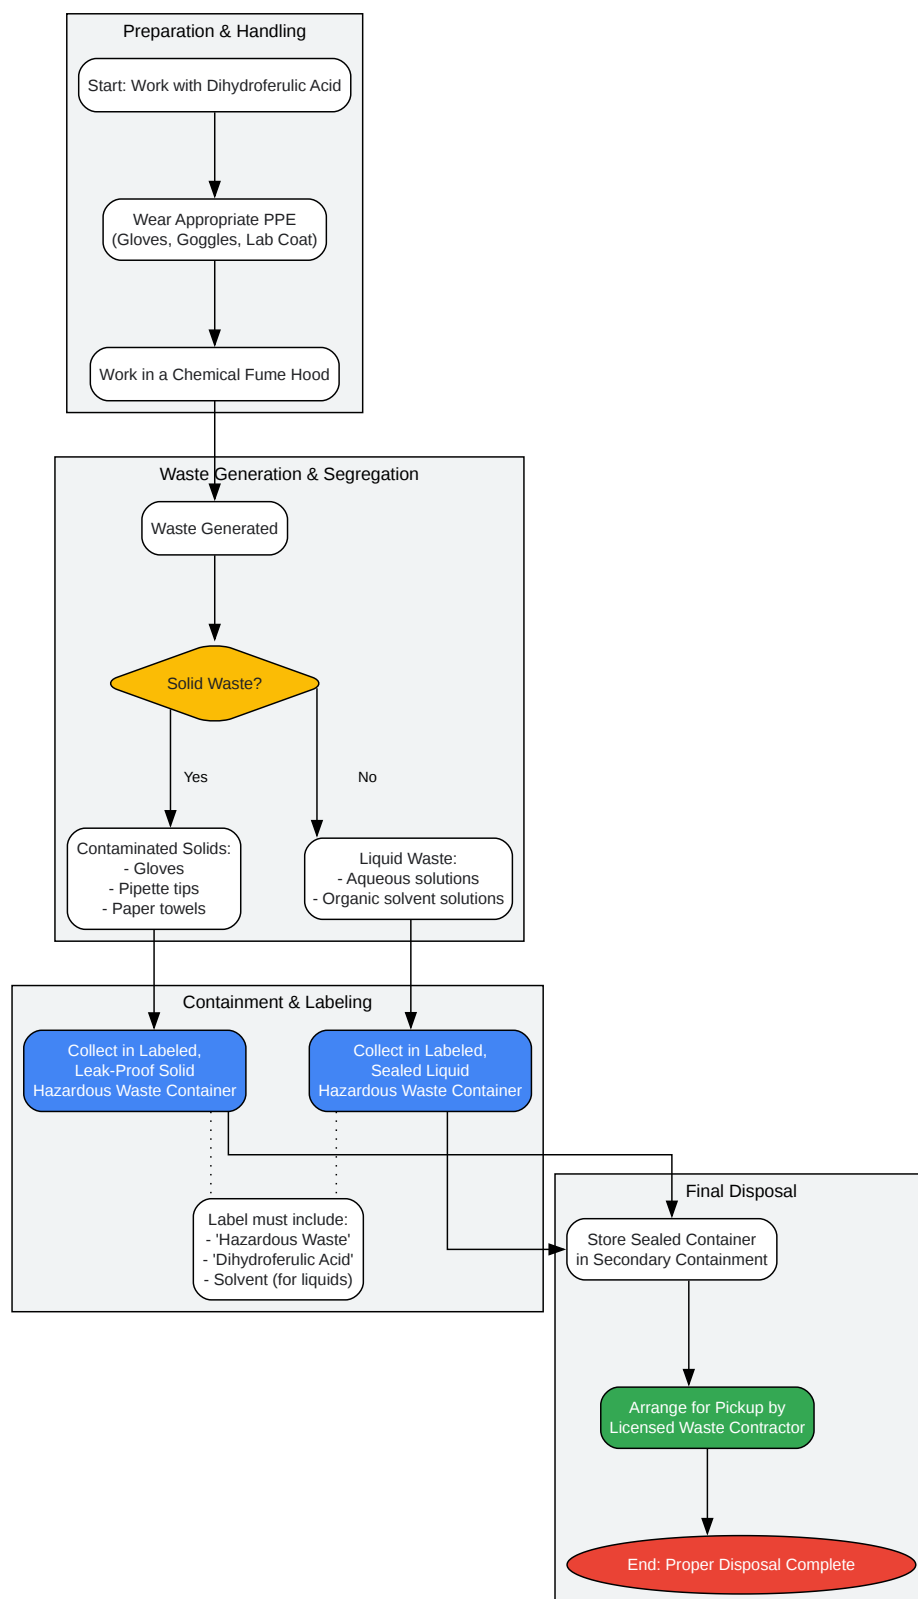 Preparation & Handling
Start: Work with Dihydroferulic Acid
Wear Appropriate PPE
(Gloves, Goggles, Lab Coat)
Work in a Chemical Fume Hood
Waste Generation & Segregation
Waste Generated
Solid Waste?
Yes
No
Contaminated Solids:
- Gloves
- Pipette tips
- Paper towels
Liquid Waste:
- Aqueous solutions
- Organic solvent solutions
Containment & Labeling
Collect in Labeled,
Leak-Proof Solid
Hazardous Waste Container
Collect in Labeled,
Sealed Liquid
Hazardous Waste Container
Label must include:
- 'Hazardous Waste'
- 'Dihydroferulic Acid'
- Solvent (for liquids)
Final Disposal
Store Sealed Container
in Secondary Containment
Arrange for Pickup by
Licensed Waste Contractor
End: Proper Disposal Complete